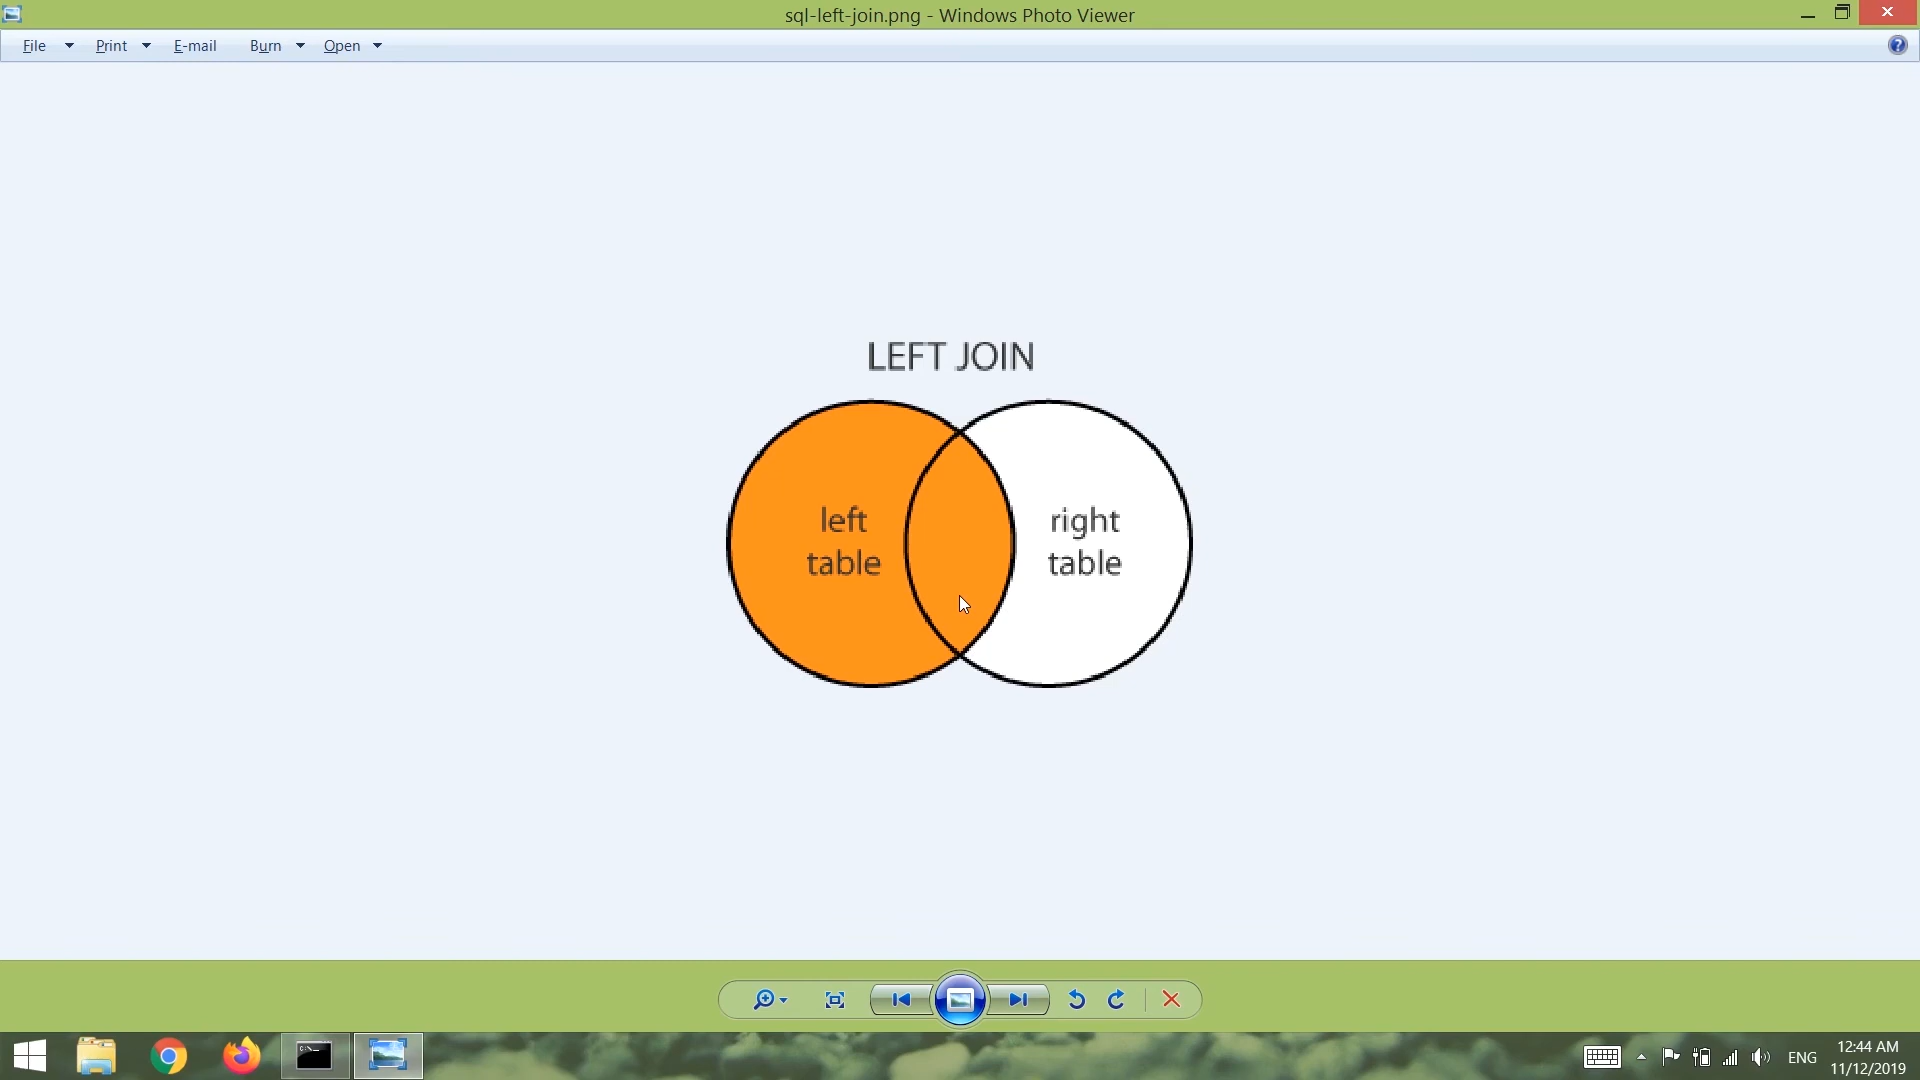 sql-left-join.png - Windows Photo Viewer
File Print E-mail Burn Open
LEFT JOIN
left
table
right
table
ENG
12:44 AM
11/12/2019